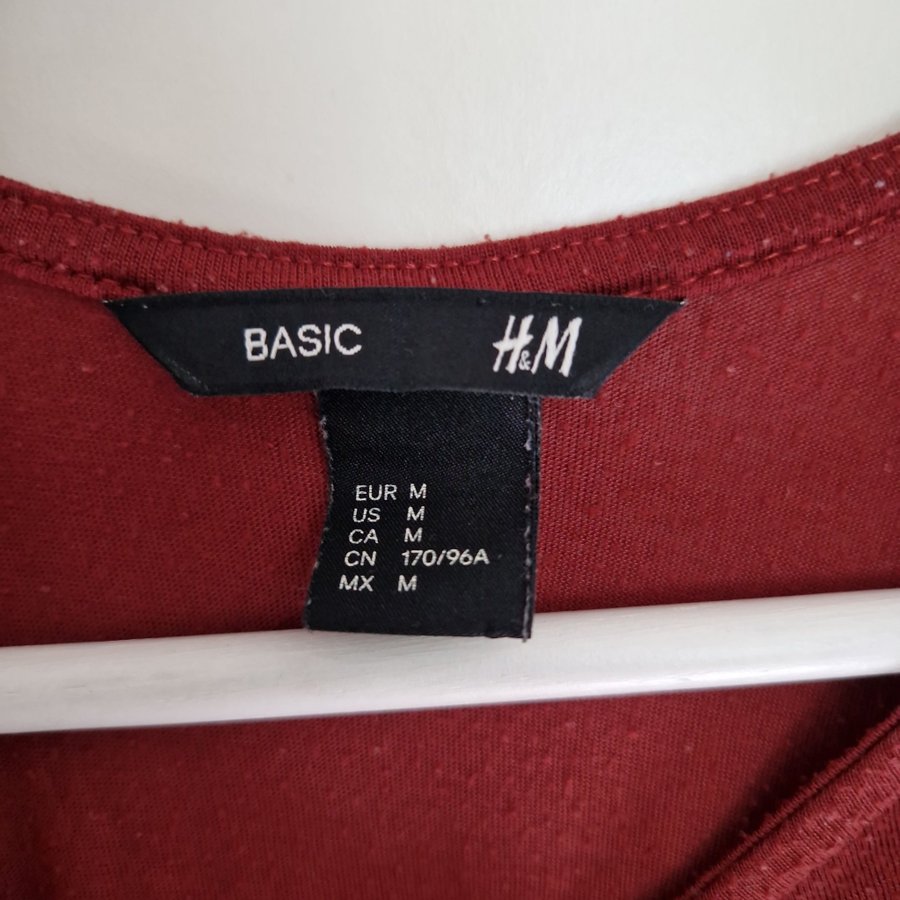 BASIC H&M
EUR M
US M
CA M
CN 170/96A
MX M